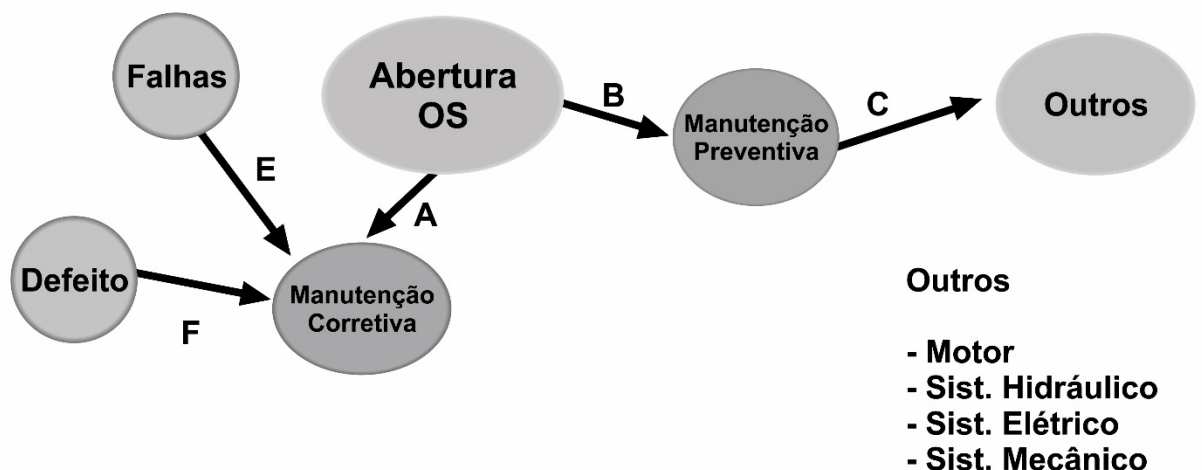 Falhas
Abertura
OS
B
Manutenção
Preventiva
C
Outros
E
A
Defeito
F
Manutenção
Corretiva
Outros
- Motor
- Sist. Hidráulico
- Sist. Elétrico
- Sist. Mecânico